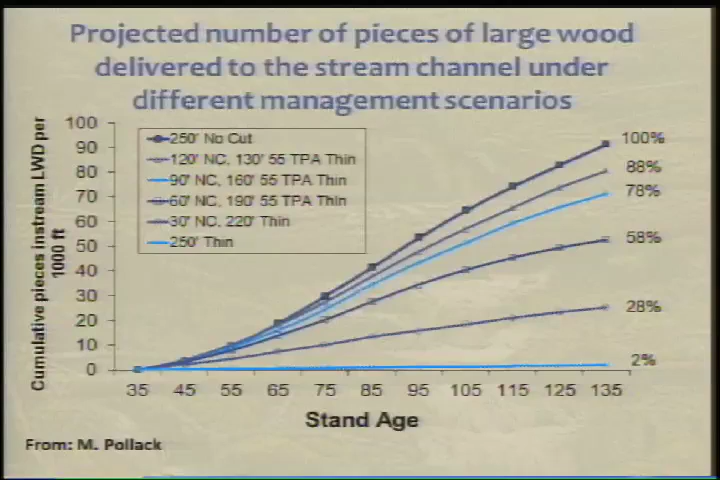 Projected number of pieces of large wood
delivered to the stream channel under
different management scenarios
Cumulative pieces instream LWD per
1000 ft
100
90
80
70
60
50
40
30
20
10
0
250' No Cut
120' NC, 130' 55 TPA Thin
90' NC, 160' 55 TPA Thin
60' NC, 190' 55 TPA Thin
30' NC, 220' Thin
250' Thin
100%
88%
78%
58%
28%
2%
35 45 55 65 75 85 95 105 115 125 135
Stand Age
From: M. Pollack